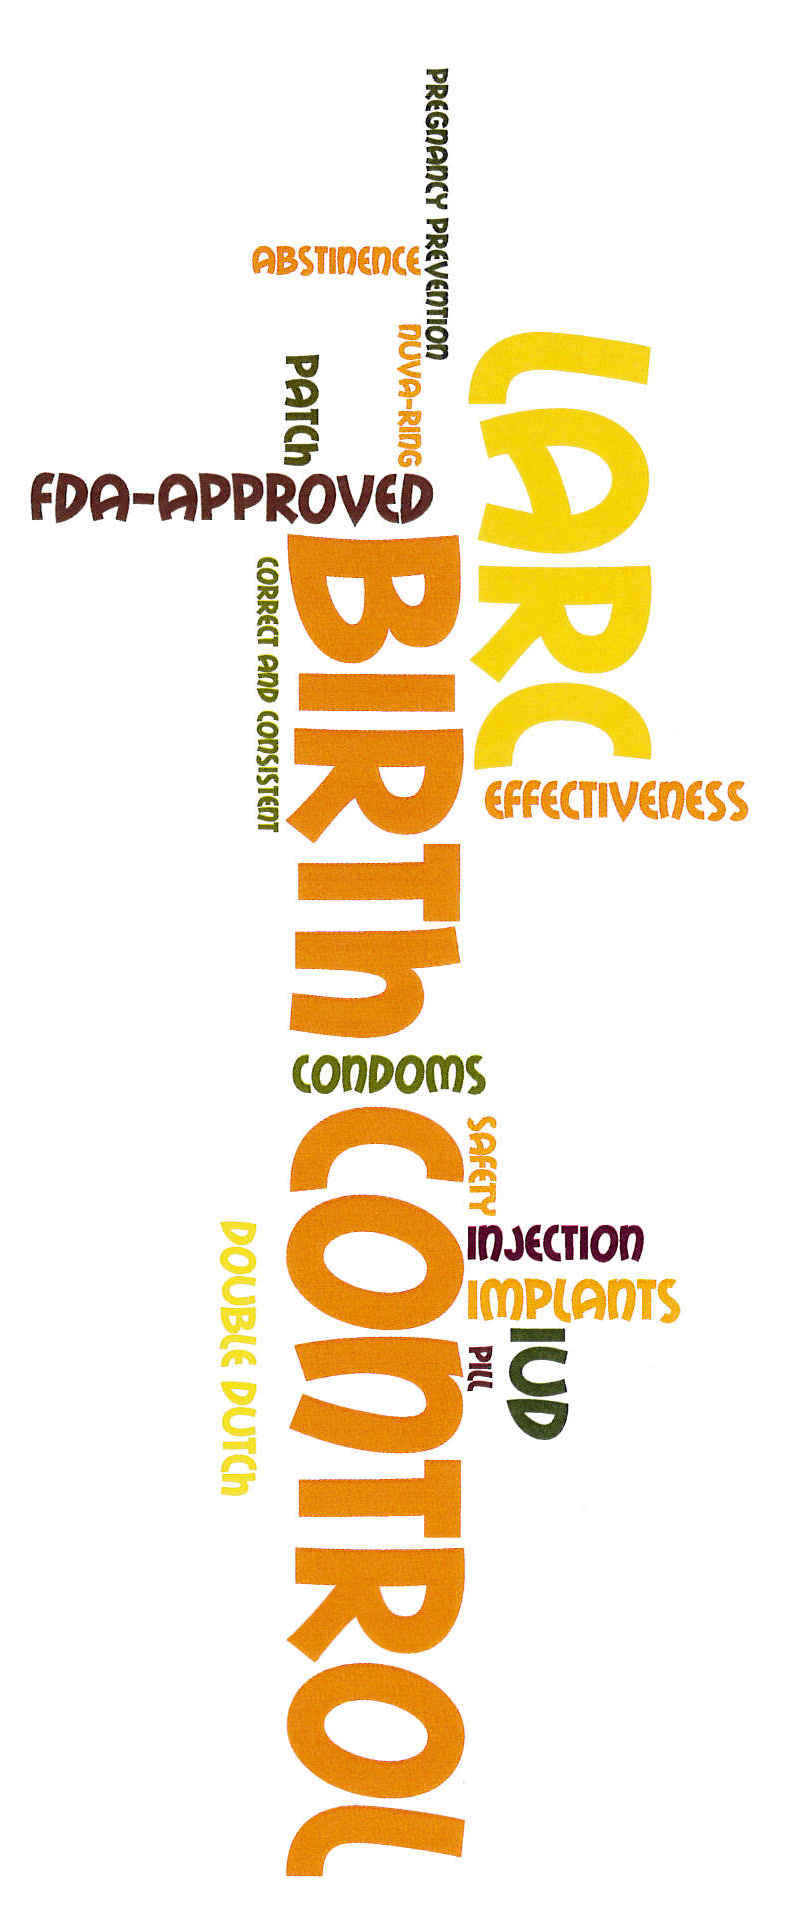 PREGNANCY PREVENTION
ABSTINENCE
NUVA-RING
LARC
PATCh
FDA-APPROVED
BIRTh CONTROL
CORRECT AND CONSISTENT
EFFECTIVENESS
CONDOMS
SAFETY
INJECTION
DOUBLE DUTCh
IMPLANTS
IUD
PILL